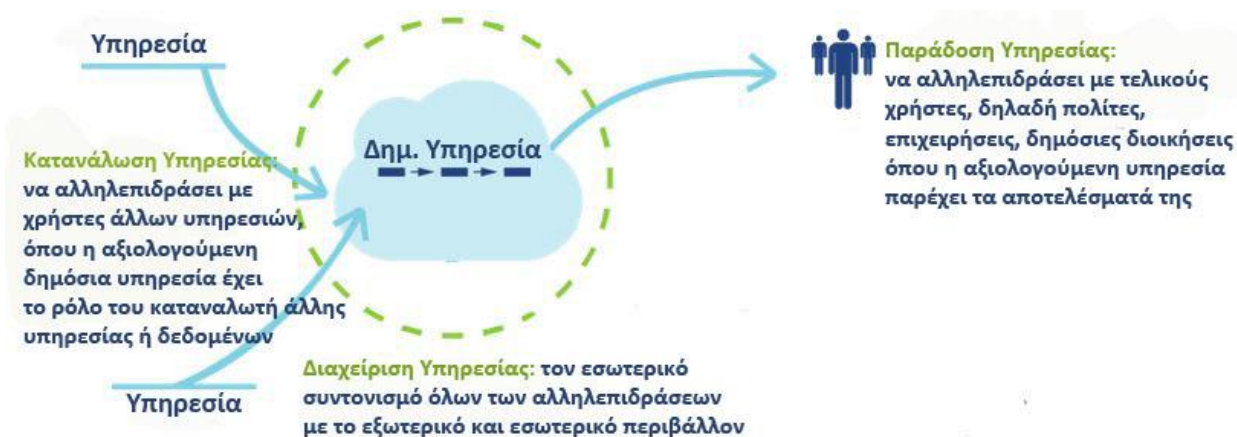 Υπηρεσία
Κατανάλωση Υπηρεσίας:
να αλληλεπιδράσει με
χρήστες άλλων υπηρεσιών,
όπου η αξιολογούμενη
δημόσια υπηρεσία έχει
το ρόλο του καταναλωτή άλλης
υπηρεσίας ή δεδομένων
Υπηρεσία
Δημ. Υπηρεσία
Διαχείριση Υπηρεσίας: τον εσωτερικό
συντονισμό όλων των αλληλεπιδράσεων
με το εξωτερικό και εσωτερικό περιβάλλον
Παράδοση Υπηρεσίας:
να αλληλεπιδράσει με τελικούς
χρήστες, δηλαδή πολίτες,
επιχειρήσεις, δημόσιες διοικήσεις
όπου η αξιολογούμενη υπηρεσία
παρέχει τα αποτελέσματά της